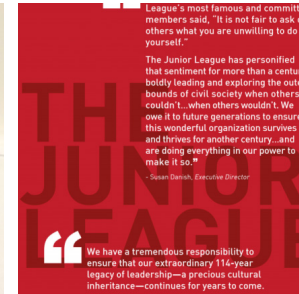 League's most famous and
members said, "It is not fair to ask
others what you are unwilling to do
yourself."
The Junior League has personified
that sentiment for more than a
boldly leading and exploring the
bounds of civil society when others
couldn't...when others wouldn't. We
owe it to future generations to ensure
this wonderful organization survives
and thrives for another century...and
are doing everything in our power to
make it so."
- Susan Danish, Executive Director
THE
JUNIOR
LEAGUE
“
We have a tremendous responsibility to
ensure that our extraordinary 114-year
legacy of leadership—a precious cultural
inheritance—continues for years to come.